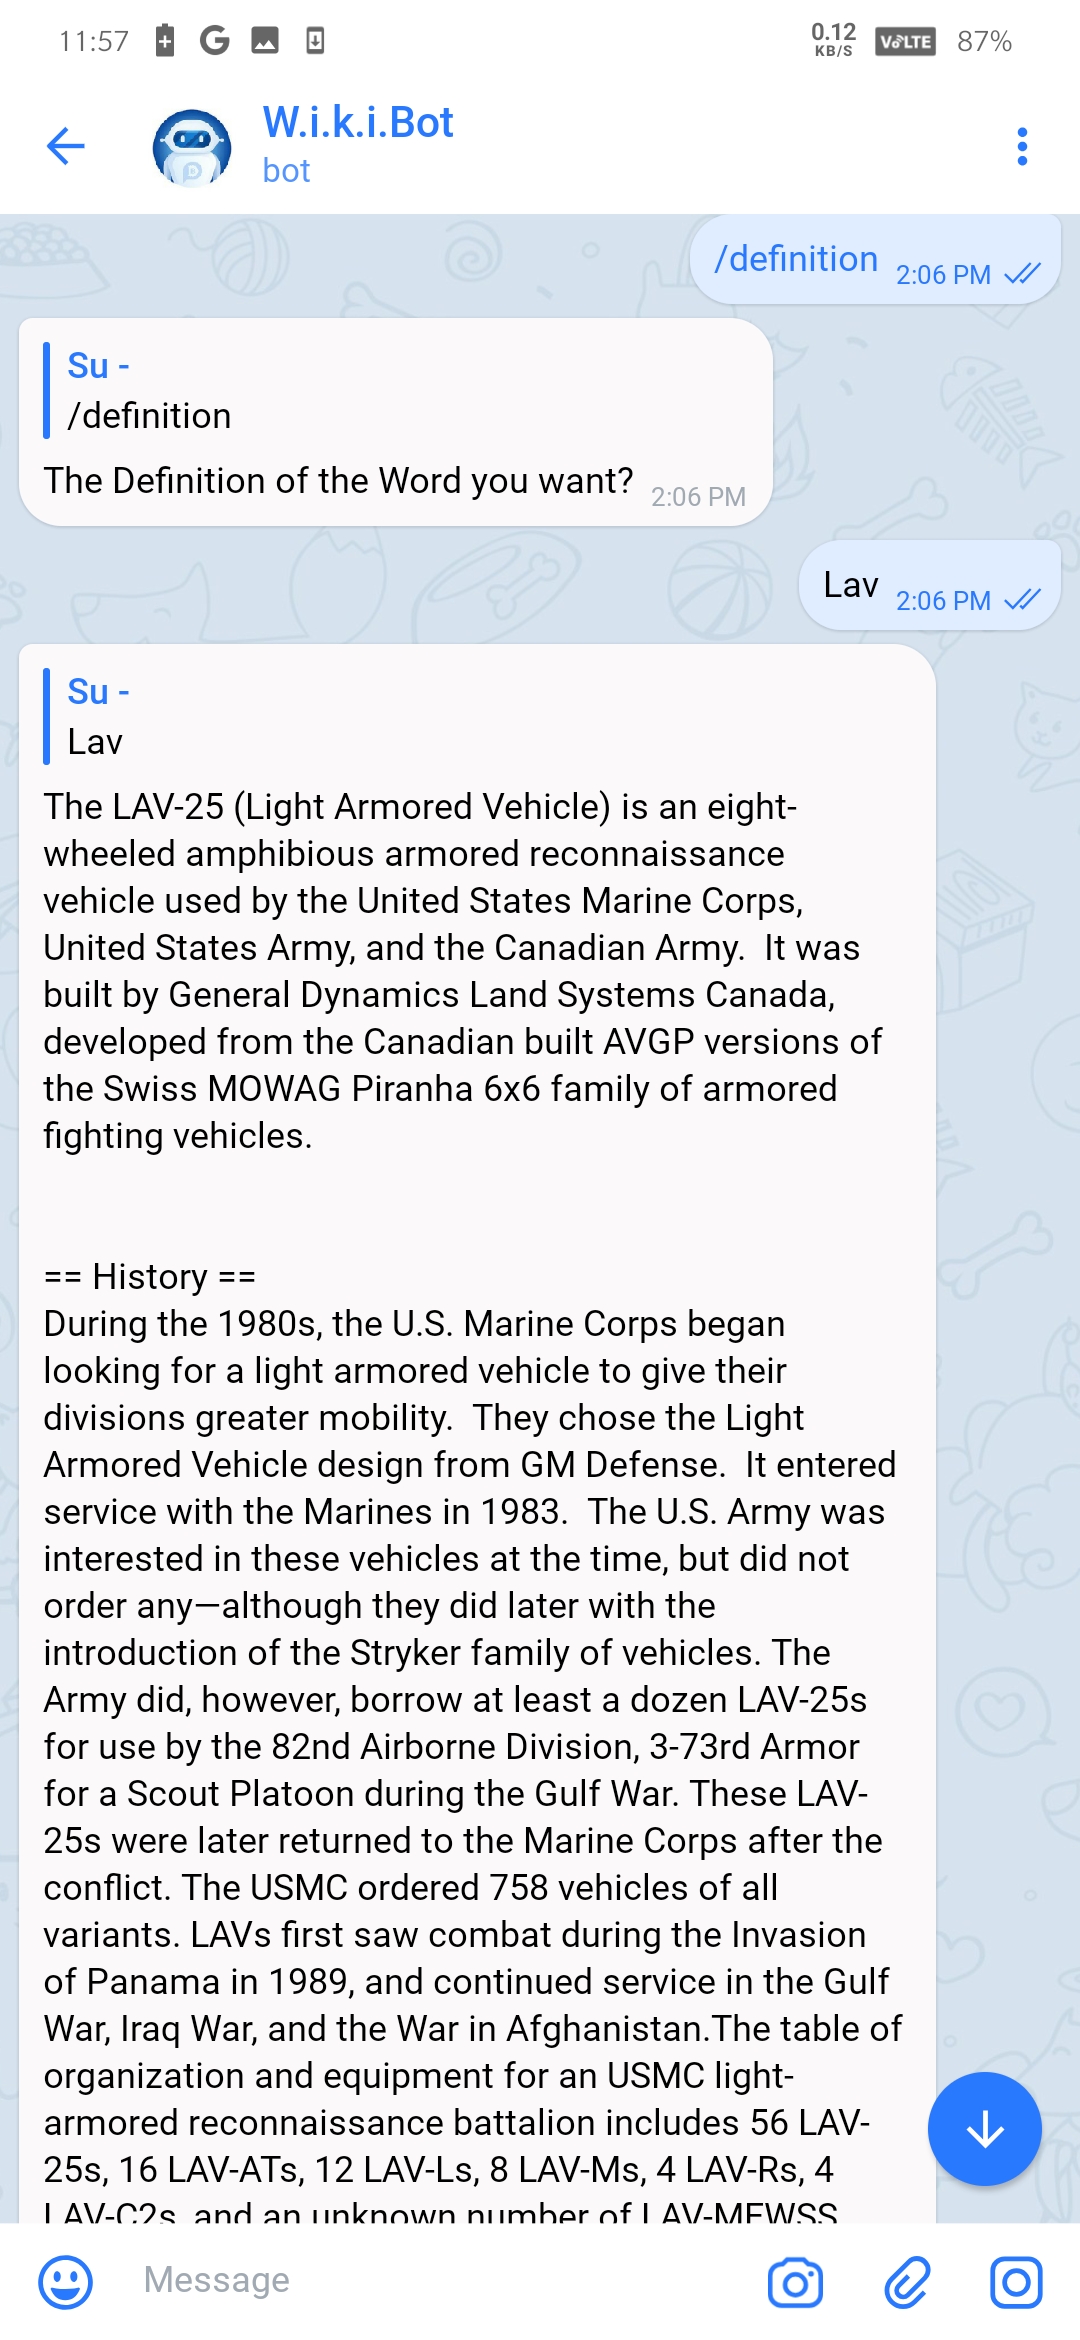 11:57
0.12
KB/S
VoLTE
87%
W.i.k.i.Bot
bot
/definition 2:06 PM
Su -
/definition
The Definition of the Word you want? 2:06 PM
Lav 2:06 PM
Su -
Lav
The LAV-25 (Light Armored Vehicle) is an eight-
wheeled amphibious armored reconnaissance
vehicle used by the United States Marine Corps,
United States Army, and the Canadian Army.  It was
built by General Dynamics Land Systems Canada,
developed from the Canadian built AVGP versions of
the Swiss MOWAG Piranha 6x6 family of armored
fighting vehicles.
== History ==
During the 1980s, the U.S. Marine Corps began
looking for a light armored vehicle to give their
divisions greater mobility.  They chose the Light
Armored Vehicle design from GM Defense.  It entered
service with the Marines in 1983.  The U.S. Army was
interested in these vehicles at the time, but did not
order any—although they did later with the
introduction of the Stryker family of vehicles. The
Army did, however, borrow at least a dozen LAV-25s
for use by the 82nd Airborne Division, 3-73rd Armor
for a Scout Platoon during the Gulf War. These LAV-
25s were later returned to the Marine Corps after the
conflict. The USMC ordered 758 vehicles of all
variants. LAVs first saw combat during the Invasion
of Panama in 1989, and continued service in the Gulf
War, Iraq War, and the War in Afghanistan.The table of
organization and equipment for an USMC light-
armored reconnaissance battalion includes 56 LAV-
25s, 16 LAV-ATs, 12 LAV-Ls, 8 LAV-Ms, 4 LAV-Rs, 4
LAV-C2s, and an unknown number of LAV-MEWSS
Message